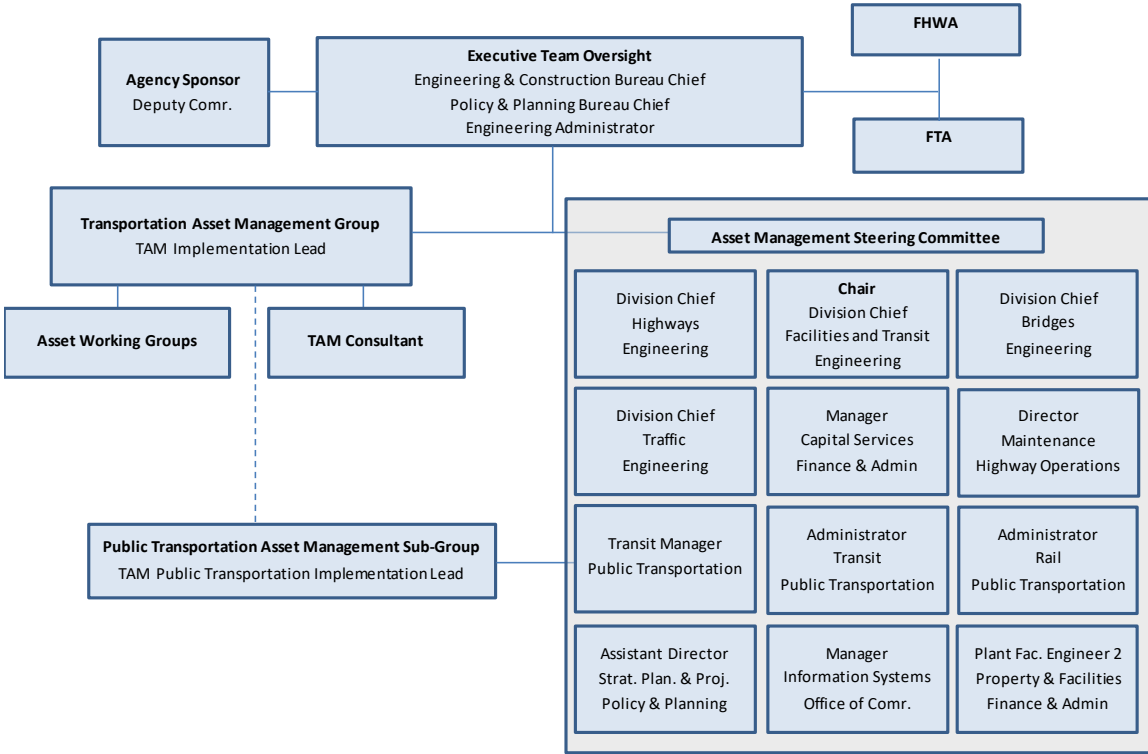 FHWA
Executive Team Oversight
Engineering & Construction Bureau Chief
Policy & Planning Bureau Chief
Engineering Administrator
Agency Sponsor
Deputy Comr.
FTA
Transportation Asset Management Group
TAM Implementation Lead
Asset Working Groups
TAM Consultant
Public Transportation Asset Management Sub-Group
TAM Public Transportation Implementation Lead
Asset Management Steering Committee
Division Chief
Highways
Engineering
Chair
Division Chief
Facilities and Transit
Engineering
Division Chief
Bridges
Engineering
Division Chief
Traffic
Engineering
Manager
Capital Services
Finance & Admin
Director
Maintenance
Highway Operations
Transit Manager
Public Transportation
Administrator
Transit
Public Transportation
Administrator
Rail
Public Transportation
Assistant Director
Strat. Plan. & Proj.
Policy & Planning
Manager
Information Systems
Office of Comr.
Plant Fac. Engineer 2
Property & Facilities
Finance & Admin